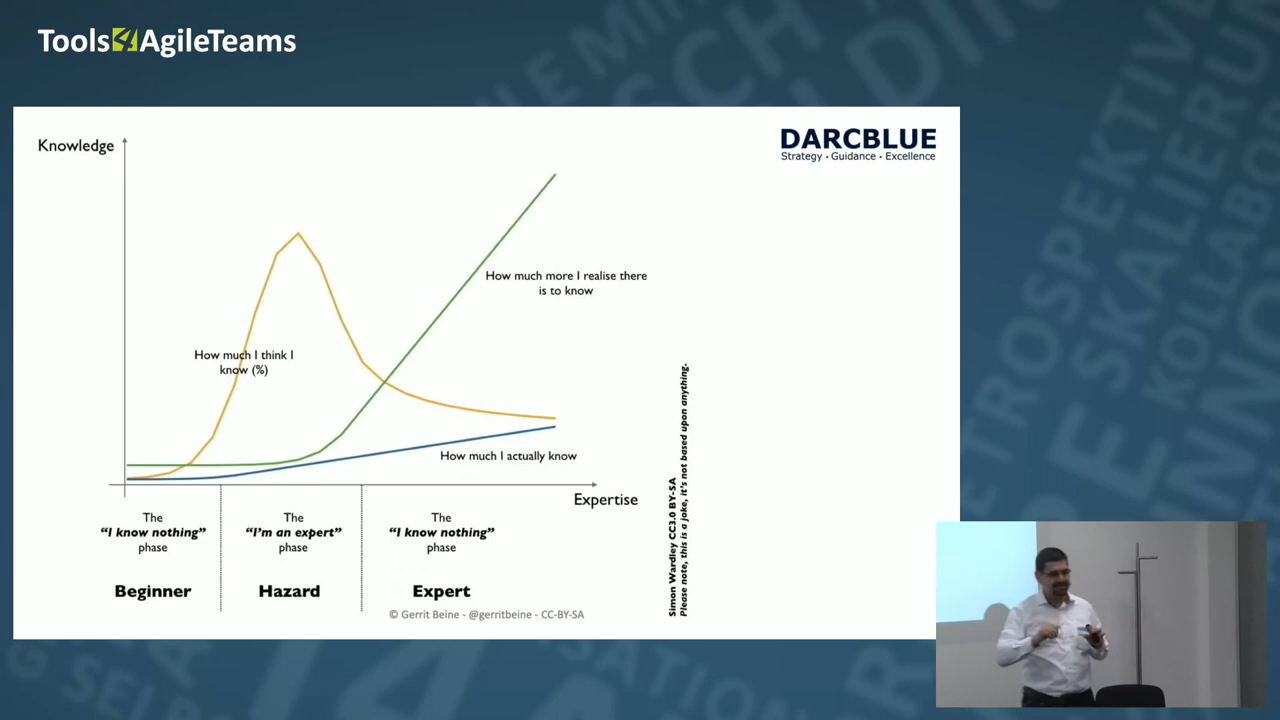 Tools4AgileTeams
Knowledge
DARCBLUE
Strategy • Guidance • Excellence
How much more I realise there
is to know
How much I think I
know (%)
How much I actually know
Expertise
The
“I know nothing”
phase
The
“I’m an expert”
phase
The
“I know nothing”
phase
Beginner
Hazard
Expert
© Gerrit Beine - @gerritbeine - CC-BY-SA
Simon Wardley CC3.0 BY-SA
Please note, this is a joke, it's not based upon anything.